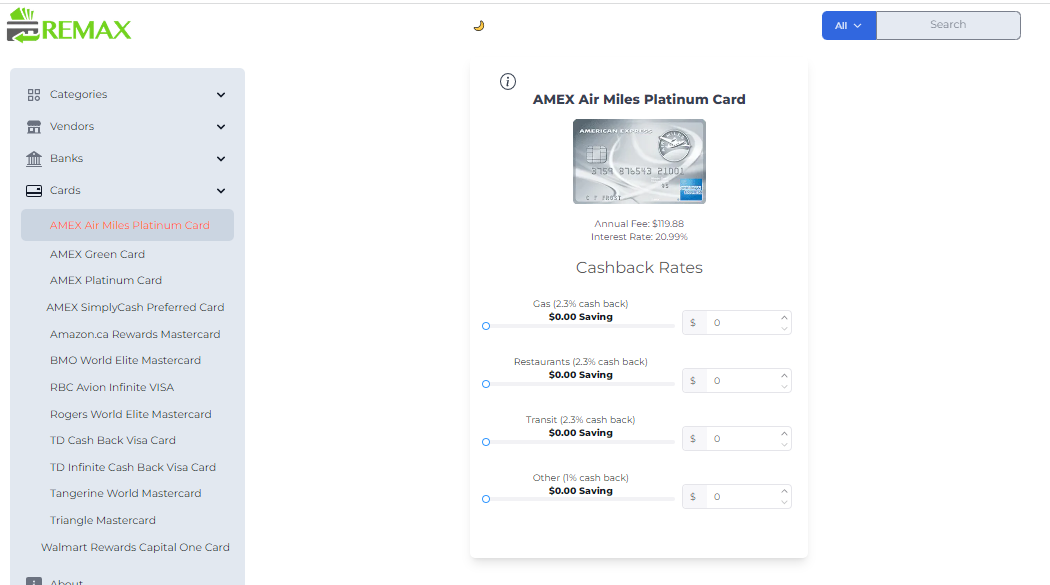 REMAX
All
Search
Categories
Vendors
Banks
Cards
AMEX Air Miles Platinum Card
AMEX Green Card
AMEX Platinum Card
AMEX SimplyCash Preferred Card
Amazon.ca Rewards Mastercard
BMO World Elite Mastercard
RBC Avion Infinite VISA
Rogers World Elite Mastercard
TD Cash Back Visa Card
TD Infinite Cash Back Visa Card
Tangerine World Mastercard
Triangle Mastercard
Walmart Rewards Capital One Card
About
AMEX Air Miles Platinum Card
AMERICAN EXPRESS
3759 876543 21001
95
C F FROST
Annual Fee: $119.88
Interest Rate: 20.99%
Cashback Rates
Gas (2.3% cash back)
$0.00 Saving
$ 0
Restaurants (2.3% cash back)
$0.00 Saving
$ 0
Transit (2.3% cash back)
$0.00 Saving
$ 0
Other (1% cash back)
$0.00 Saving
$ 0